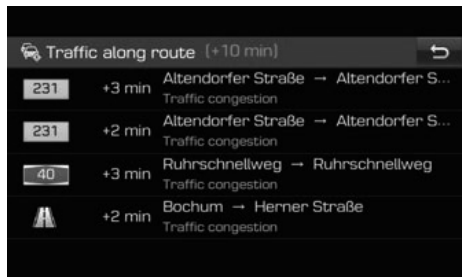 Traffic along route (+10 min)
231 +3 min Altendorfer Straße → Altendorfer S...
Traffic congestion
231 +2 min Altendorfer Straße → Altendorfer S...
Traffic congestion
40 +3 min Ruhrschnellweg → Ruhrschnellweg
Traffic congestion
+2 min Bochum → Herner Straße
Traffic congestion